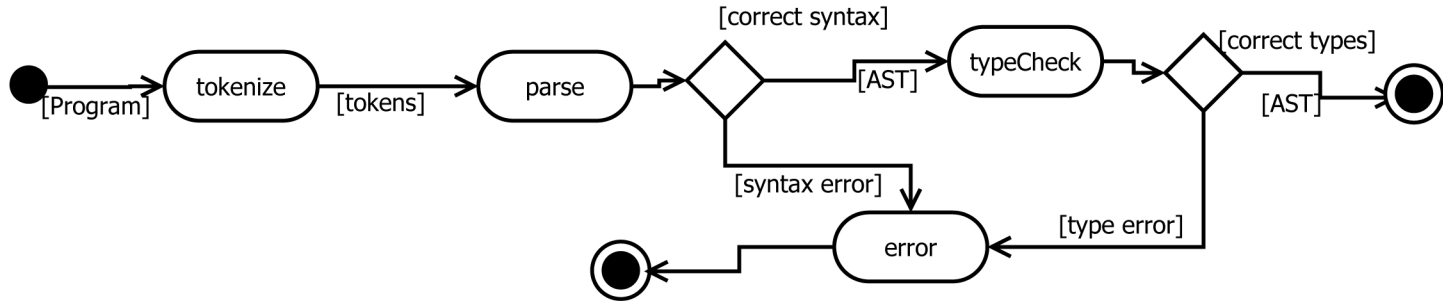 [correct syntax]
[correct types]
tokenize
parse
typeCheck
[Program]
[tokens]
[AST]
[AST]
[syntax error]
[type error]
error